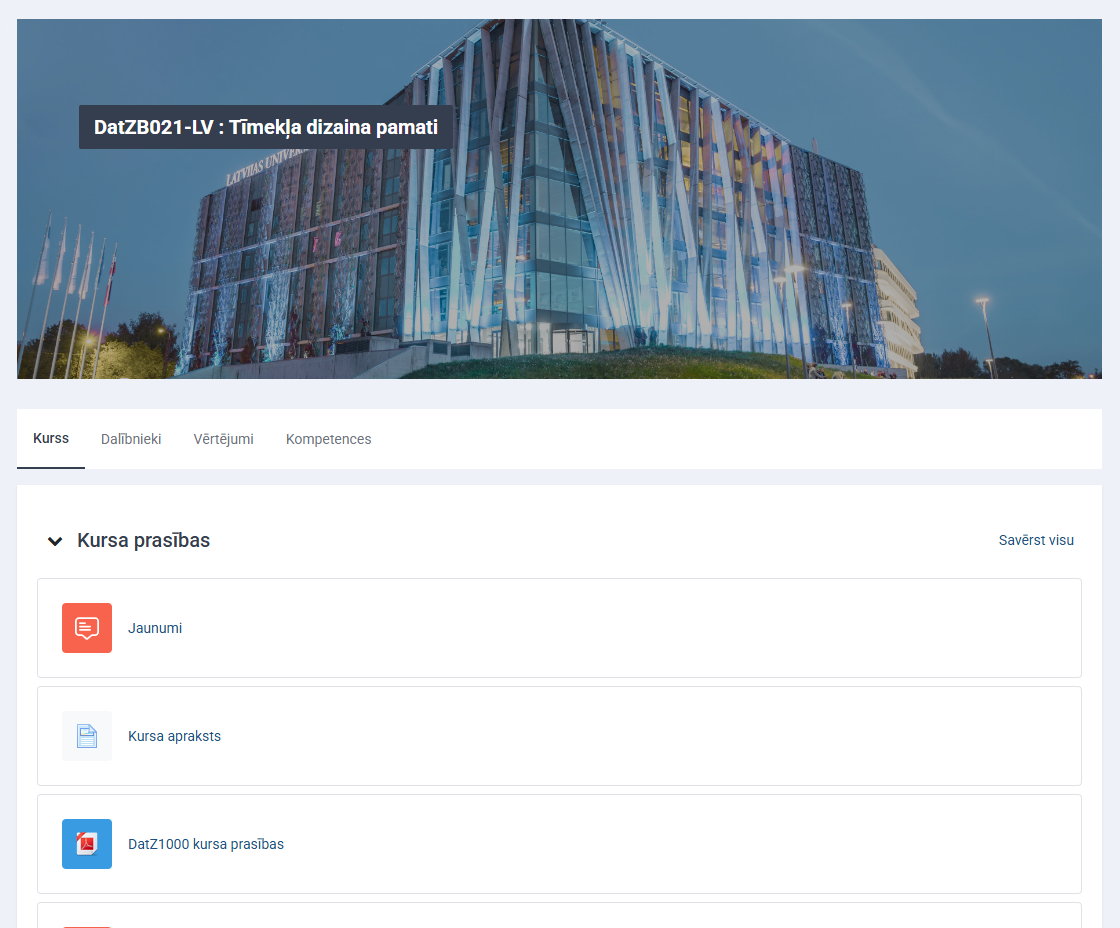 DatZB021-LV : Tīmekļa dizaina pamati
LATVIJAS
Kurss
Dalībnieki
Vērtējumi
Kompetences
Kursa prasības
Savērst visu
Jaunumi
Kursa apraksts
DatZ1000 kursa prasības